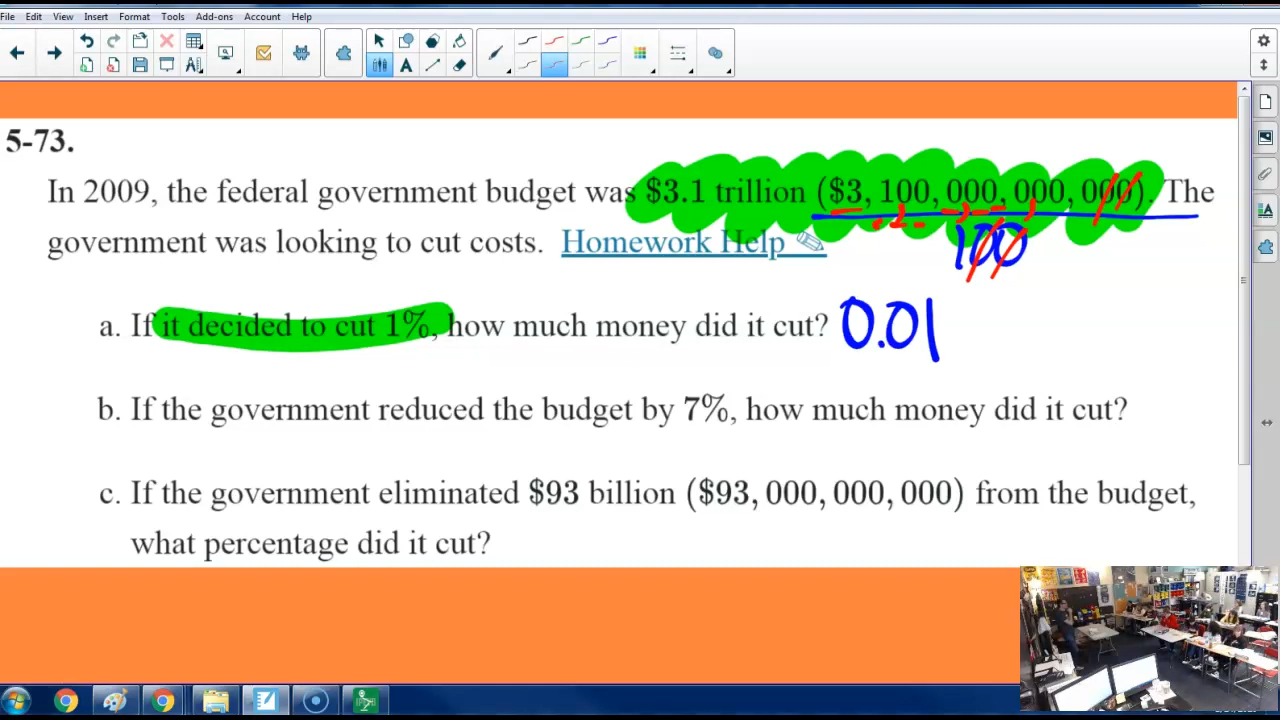 File Edit View Insert Format Tools Add-ons Account Help
5-73.
In 2009, the federal government budget was $3.1 trillion ($3, 100, 000, 000, 000). The
government was looking to cut costs. Homework Help
100
a. If it decided to cut 1%, how much money did it cut? 0.01
b. If the government reduced the budget by 7%, how much money did it cut?
c. If the government eliminated $93 billion ($93, 000, 000, 000) from the budget,
what percentage did it cut?